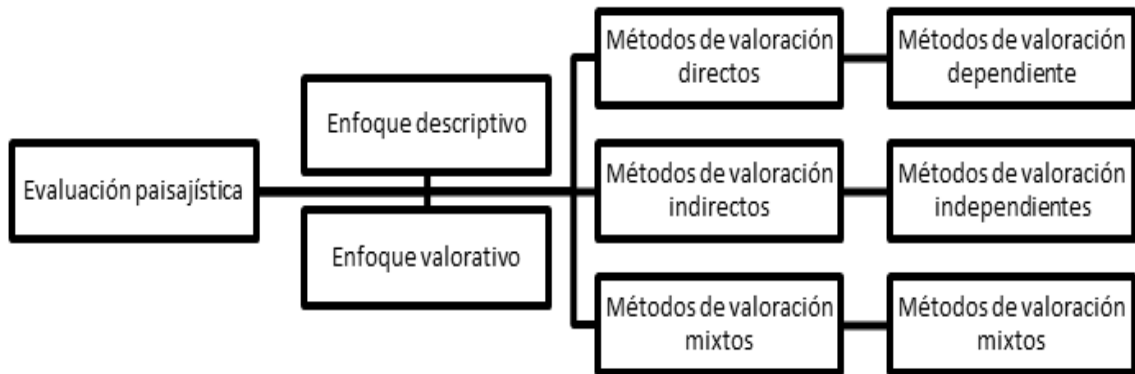 Evaluación paisajística
Enfoque descriptivo
Enfoque valorativo
Métodos de valoración
directos
Métodos de valoración
dependiente
Métodos de valoración
indirectos
Métodos de valoración
independientes
Métodos de valoración
mixtos
Métodos de valoración
mixtos